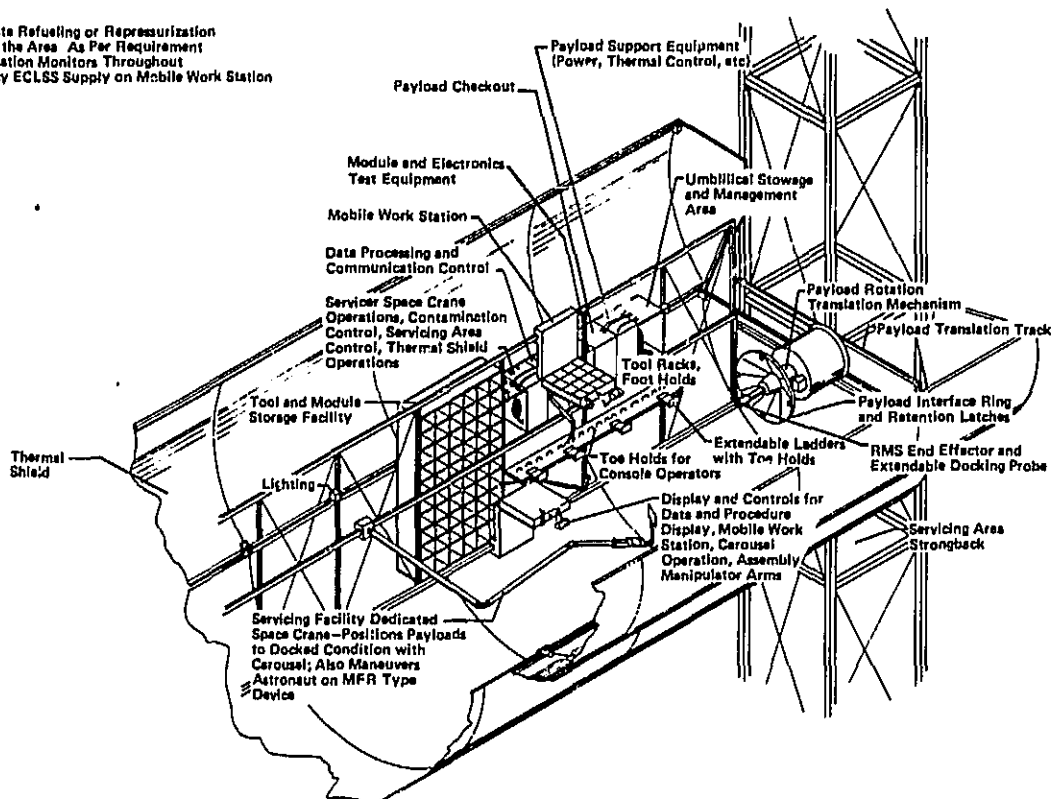 Refueling or Repressurization
the Area As Per Requirement
Monitors Throughout
ECLSS Supply on Mobile Work Station
Payload Support Equipment
(Power, Thermal Control, etc)
Payload Checkout
Module and Electronics
Test Equipment
Umbilical Stowage
and Management
Area
Mobile Work Station
Data Processing and
Communication Control
Payload Rotation
Translation Mechanism
Servicer Space Crane
Operations, Contamination
Control, Servicing Area
Control, Thermal Shield
Operations
Payload Translation Track
Tool Racks,
Foot Holds
Tool and Module
Storage Facility
Payload Interface Ring
and Retention Latches
Extendable Ladders
with Toe Holds
RMS End Effector and
Extendable Docking Probe
Thermal
Shield
Toe Holds for
Console Operators
Lighting
Display and Controls for
Data and Procedure
Display, Mobile Work
Station, Carousel
Operation, Assembly
Manipulator Arms
Servicing Area
Strongback
Servicing Facility Dedicated
Space Crane–Positions Payloads
to Docked Condition with
Carousel; Also Maneuvers
Astronaut on MFR Type
Device